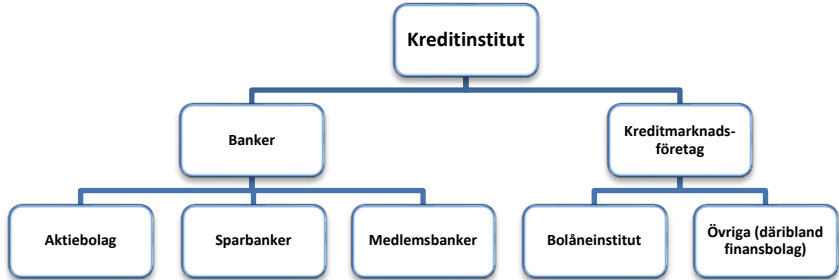 Kreditinstitut
Banker
Kreditmarknads-
företag
Aktiebolag
Sparbanker
Medlemsbanker
Bolåneinstitut
Övriga (däribland
finansbolag)